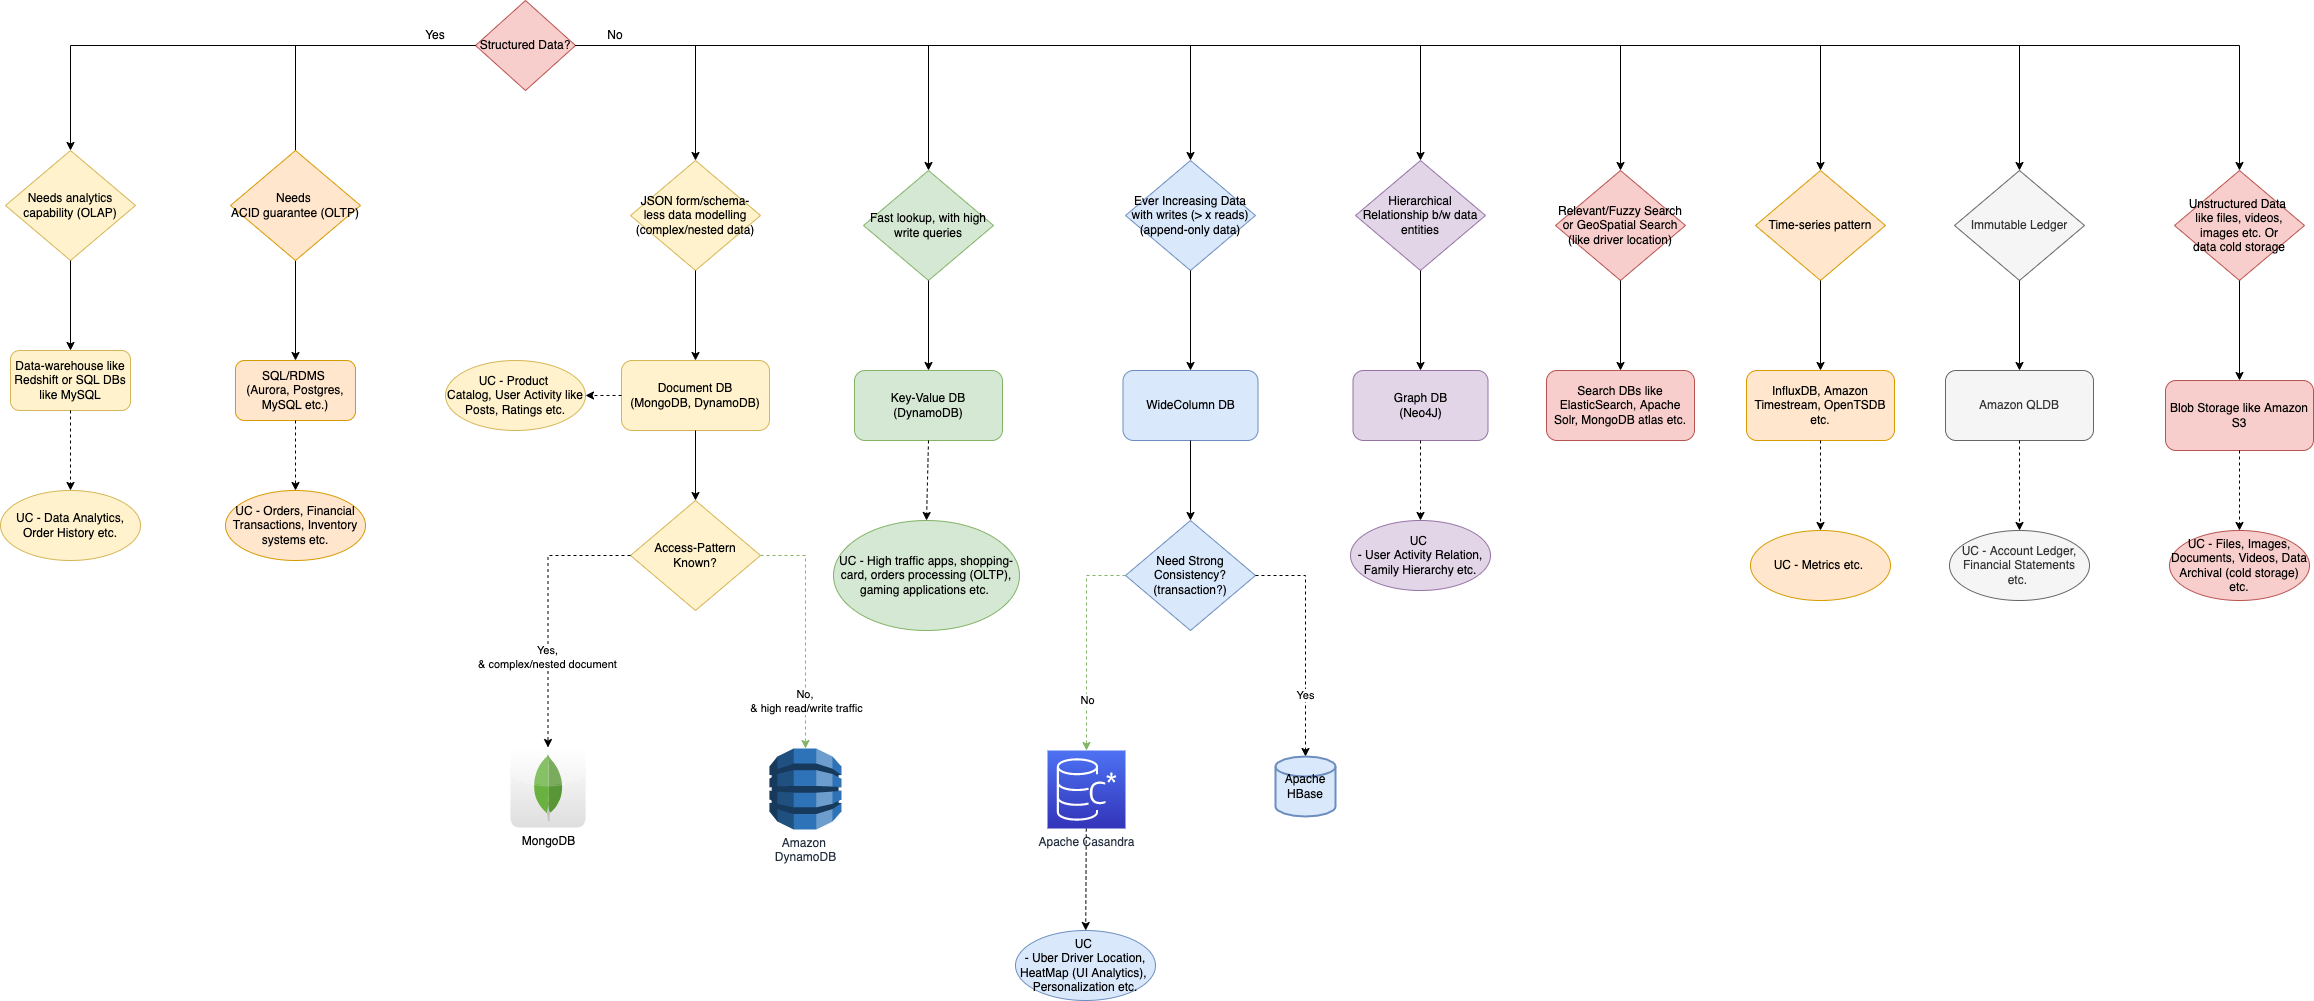 Yes
Structured Data?
No
Needs analytics
capability (OLAP)
Needs
ACID guarantee (OLTP)
JSON form/schema-
less data modelling
(complex/nested data)
Fast lookup, with high
write queries
Ever Increasing Data
with writes (> x reads)
(append-only data)
Hierarchical
Relationship b/w data
entities
Relevant/Fuzzy Search
or GeoSpatial Search
(like driver location)
Time-series pattern
Immutable Ledger
Unstructured Data
like files, videos,
images etc. Or
data cold storage
Data-warehouse like
Redshift or SQL DBs
like MySQL
SQL/RDMS
(Aurora, Postgres,
MySQL etc.)
UC - Product
Catalog, User Activity like
Posts, Ratings etc.
Document DB
(MongoDB, DynamoDB)
Key-Value DB
(DynamoDB)
WideColumn DB
Graph DB
(Neo4J)
Search DBs like
ElasticSearch, Apache
Solr, MongoDB atlas etc.
InfluxDB, Amazon
Timestream, OpenTSDB
etc.
Amazon QLDB
Blob Storage like Amazon
S3
UC - Data Analytics,
Order History etc.
UC - Orders, Financial
Transactions, Inventory
systems etc.
Access-Pattern
Known?
UC - High traffic apps, shopping-
card, orders processing (OLTP),
gaming applications etc.
Need Strong
Consistency?
(transaction?)
UC
- User Activity Relation,
Family Hierarchy etc.
UC - Metrics etc.
UC - Account Ledger,
Financial Statements
etc.
UC - Files, Images,
Documents, Videos, Data
Archival (cold storage)
etc.
Yes,
& complex/nested document
No,
& high read/write traffic
No
Yes
MongoDB
Amazon
DynamoDB
C*
Apache Casandra
Apache
HBase
UC
- Uber Driver Location,
HeatMap (UI Analytics),
Personalization etc.